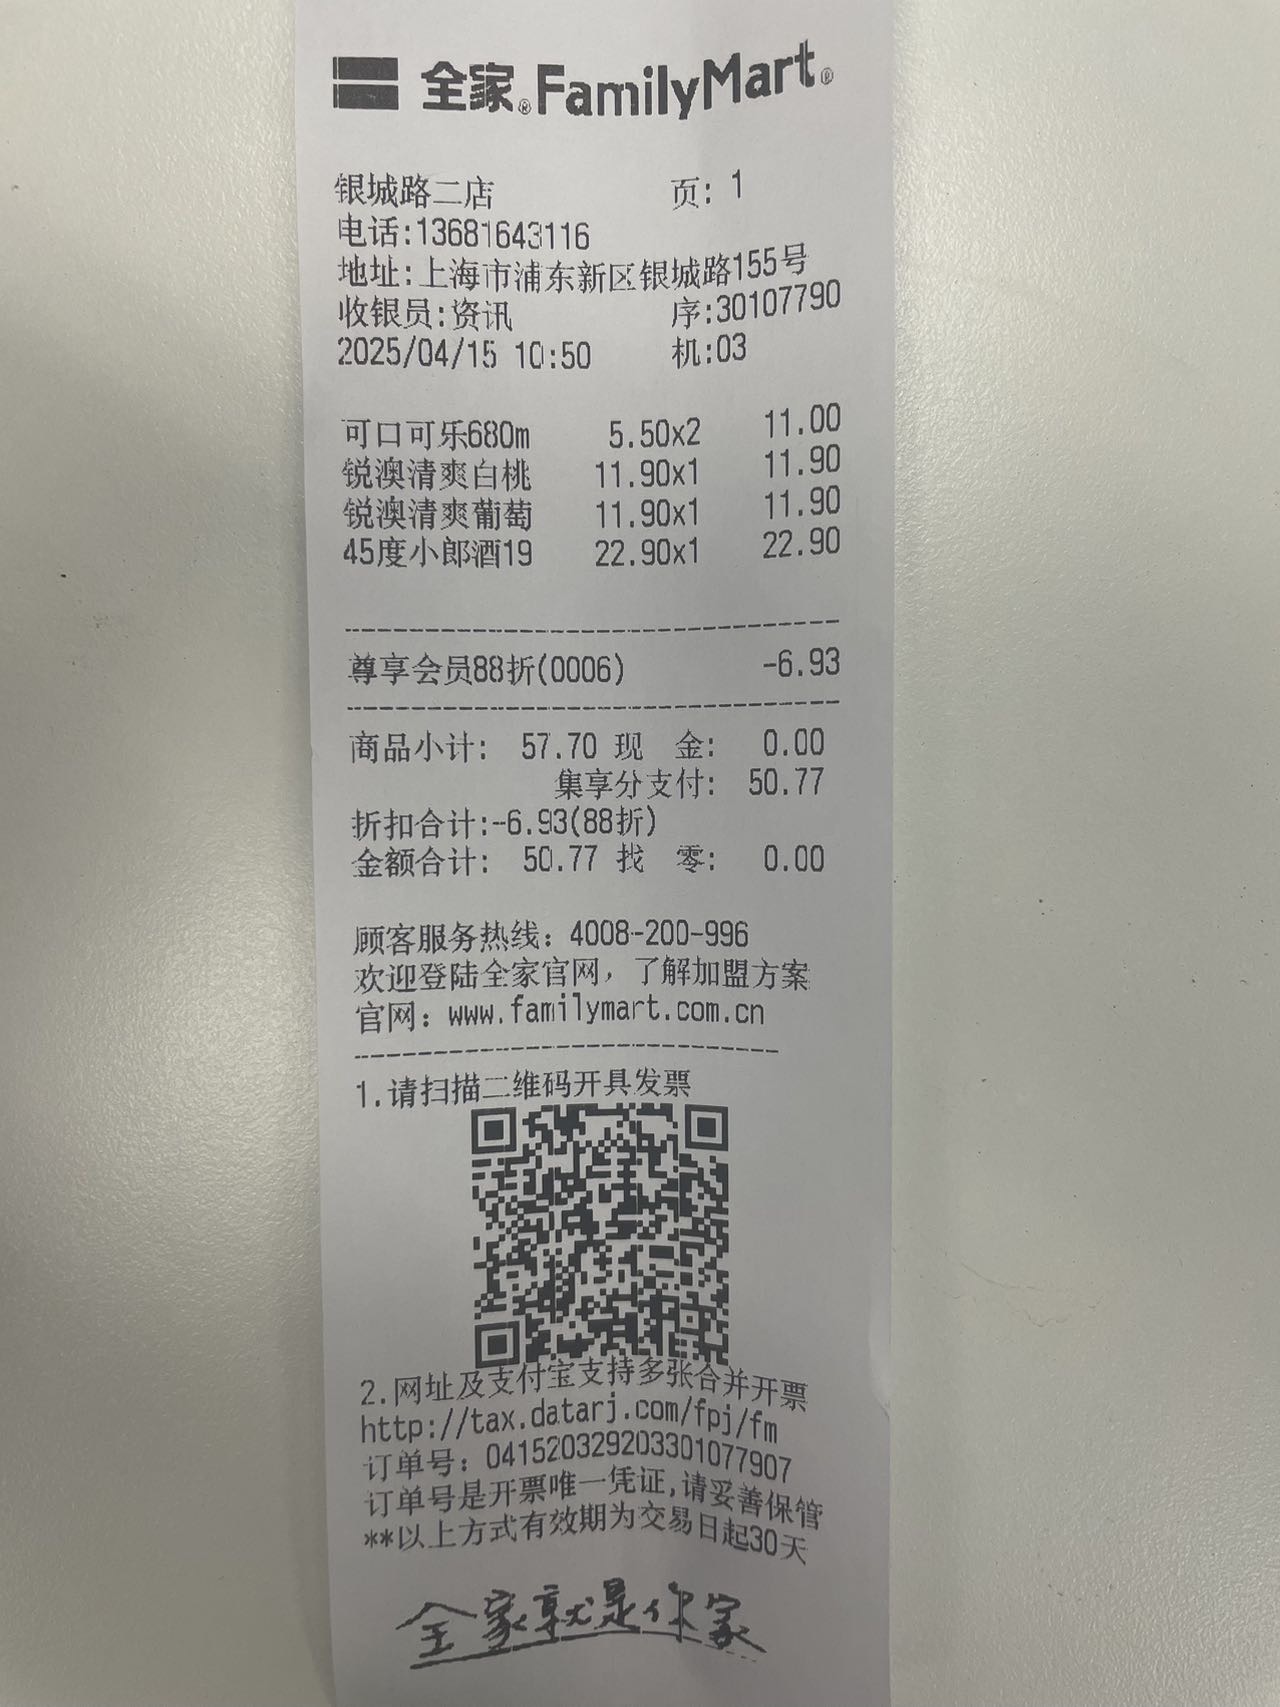 全家® FamilyMart®
银城路二店 页: 1
电话:13681643116
地址:上海市浦东新区银城路155号
收银员:资讯 序:30107790
2025/04/15 10:50 机:03
可口可乐680m 5.50x2 11.00
锐澳清爽白桃 11.90x1 11.90
锐澳清爽葡萄 11.90x1 11.90
45度小郎酒19 22.90x1 22.90
尊享会员88折(0006) -6.93
商品小计: 57.70 现 金: 0.00
集享分支付: 50.77
折扣合计:-6.93(88折)
金额合计: 50.77 找 零: 0.00
顾客服务热线：4008-200-996
欢迎登陆全家官网，了解加盟方案
官网：www.familymart.com.cn
1.请扫描二维码开具发票
2.网址及支付宝支持多张合并开票
http://tax.datarj.com/fpj/fm
订单号：0415203292033010​77907
订单号是开票唯一凭证,请妥善保管
**以上方式有效期为交易日起30天
全家就是你家